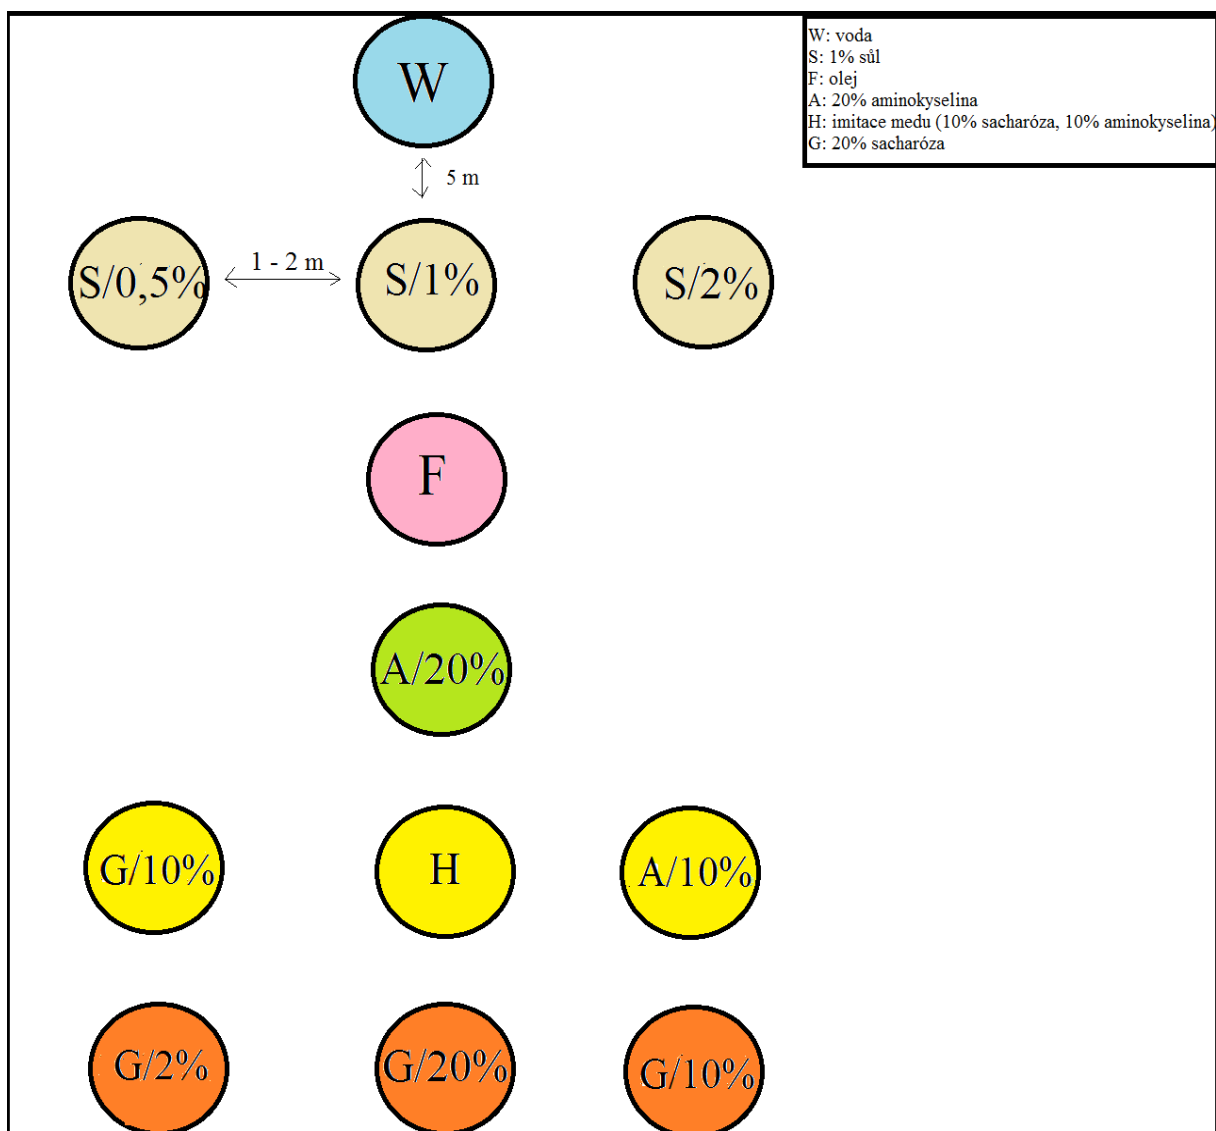 W: voda
S: 1% sůl
F: olej
A: 20% aminokyselina
H: imitace medu (10% sacharóza, 10% aminokyselina)
G: 20% sacharóza
W
5 m
S/0,5%
1 - 2 m
S/1%
S/2%
F
A/20%
G/10%
H
A/10%
G/2%
G/20%
G/10%